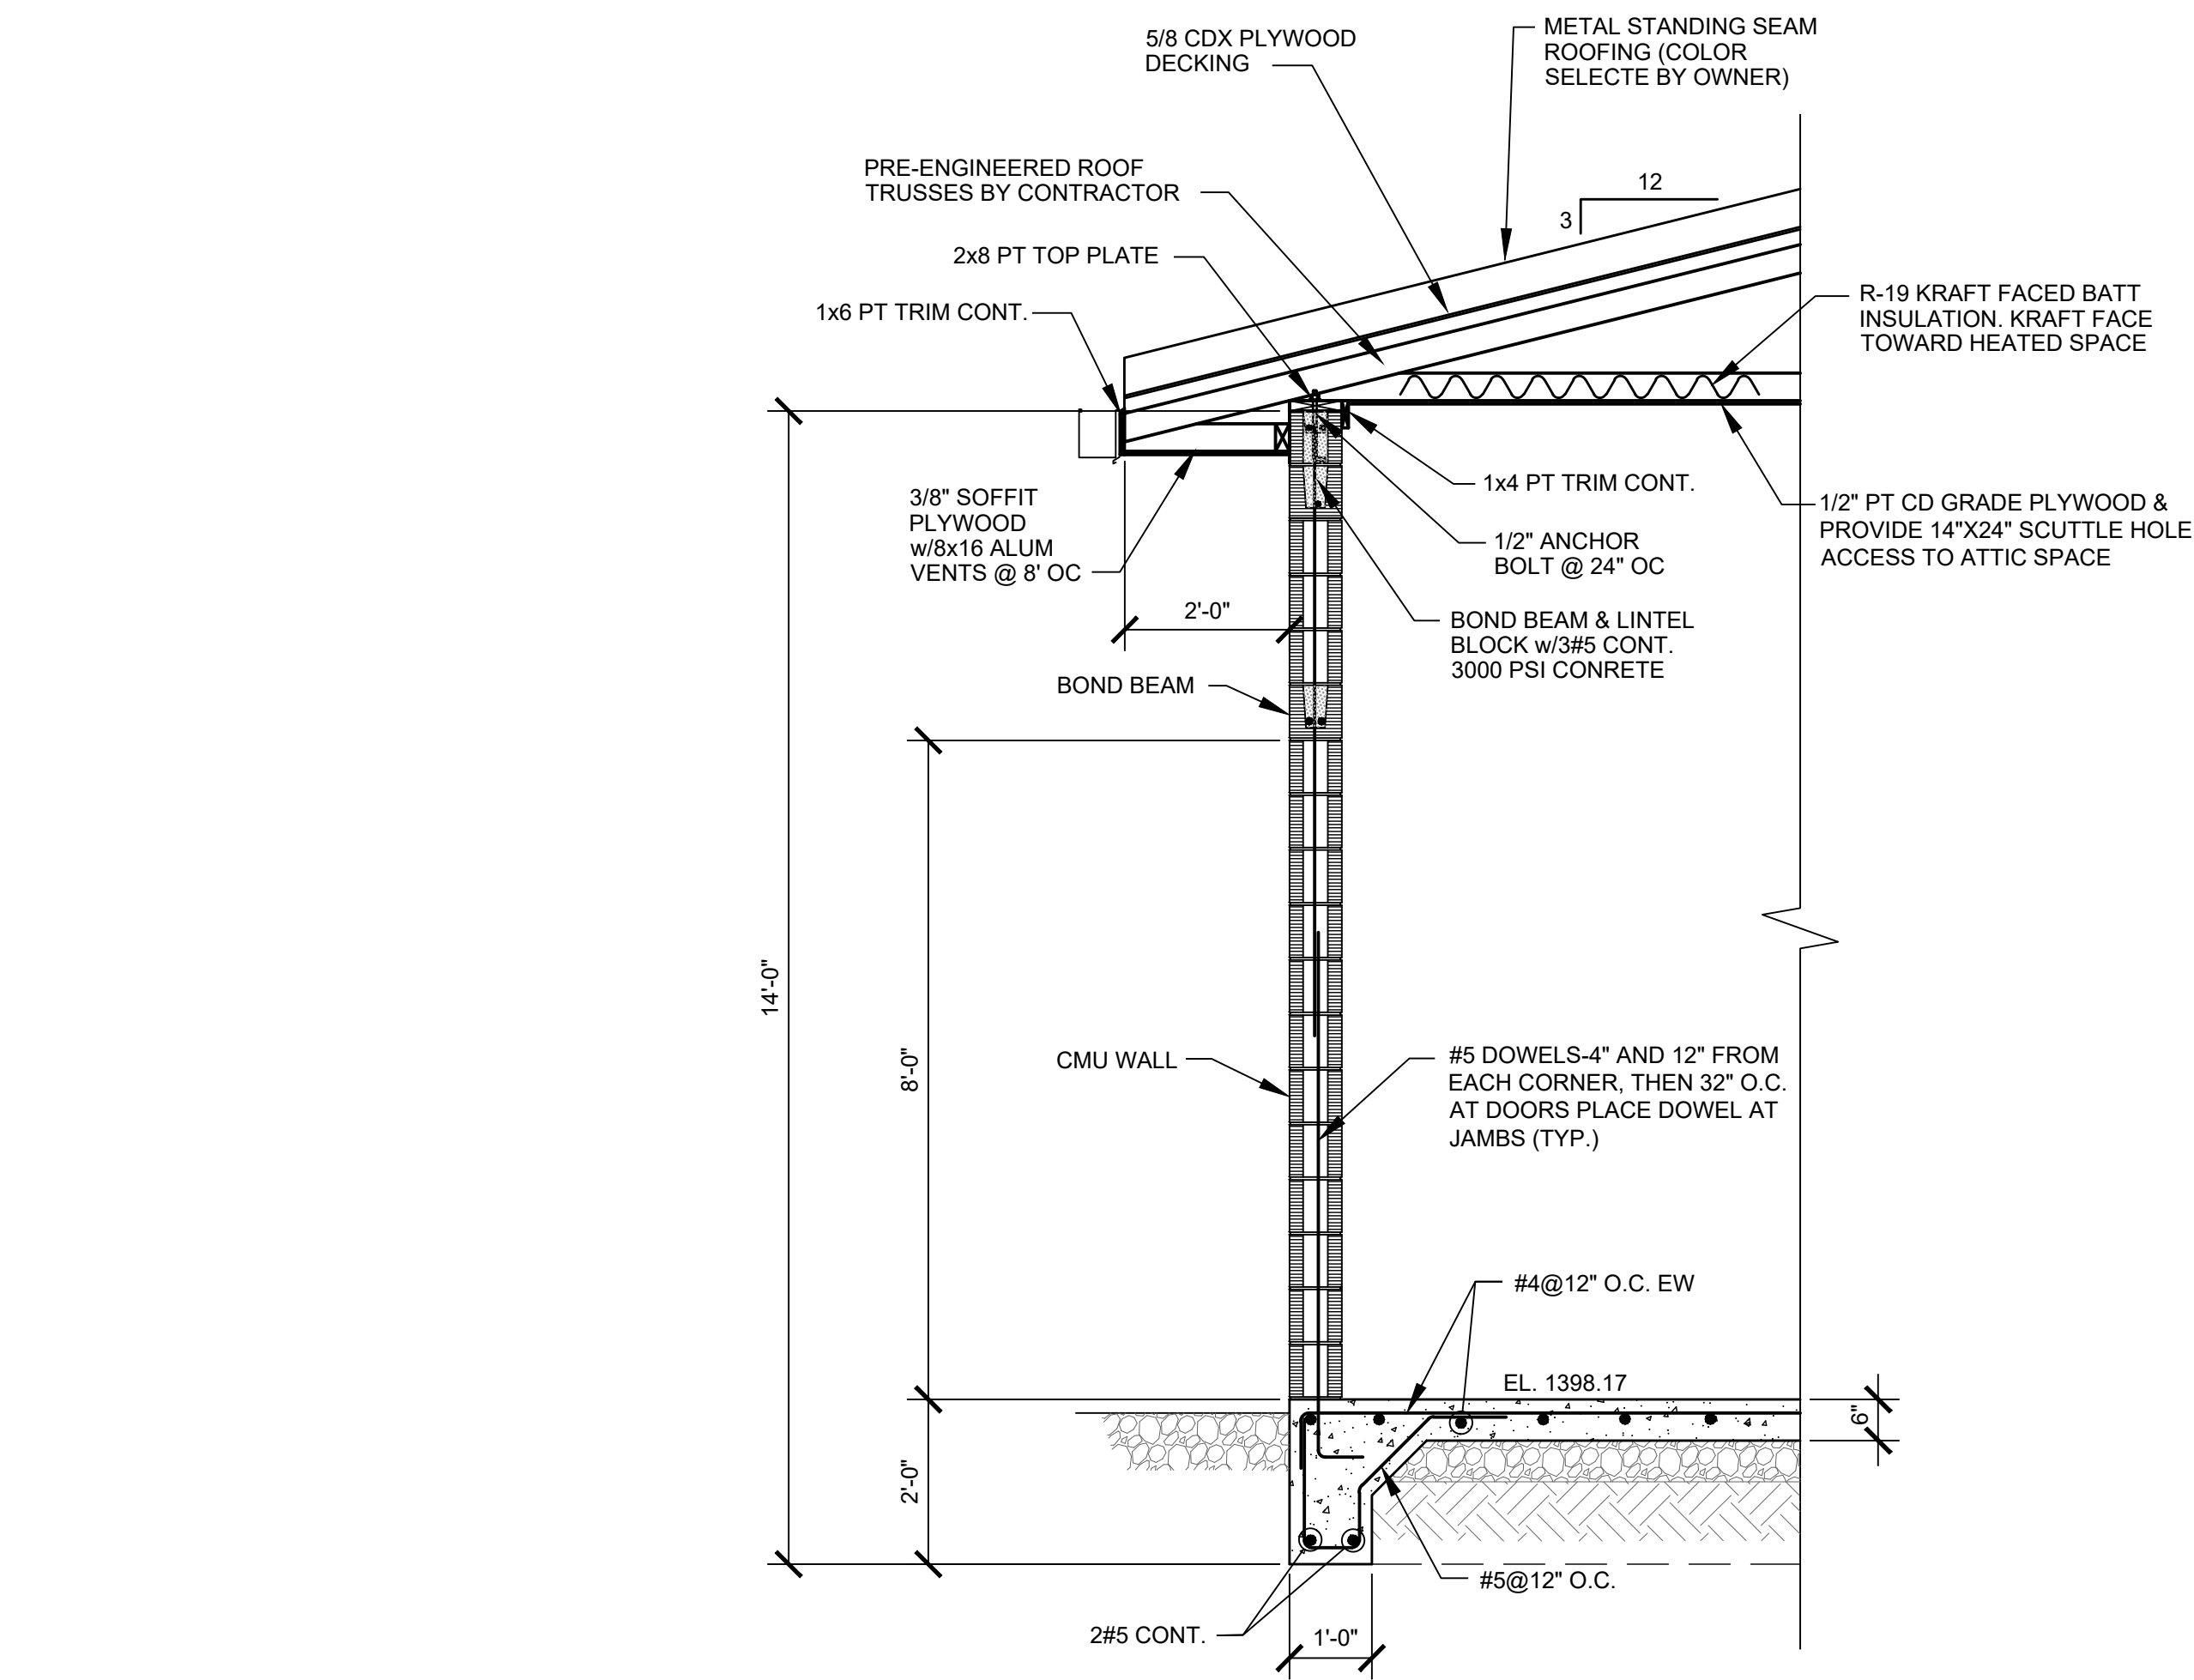 5/8 CDX PLYWOOD
DECKING
METAL STANDING SEAM
ROOFING (COLOR
SELECTE BY OWNER)
PRE-ENGINEERED ROOF
TRUSSES BY CONTRACTOR
12
3
2x8 PT TOP PLATE
1x6 PT TRIM CONT.
R-19 KRAFT FACED BATT
INSULATION. KRAFT FACE
TOWARD HEATED SPACE
3/8" SOFFIT
PLYWOOD
w/8x16 ALUM
VENTS @ 8' OC
1x4 PT TRIM CONT.
1/2" PT CD GRADE PLYWOOD &
PROVIDE 14"X24" SCUTTLE HOLE
ACCESS TO ATTIC SPACE
1/2" ANCHOR
BOLT @ 24" OC
2'-0"
BOND BEAM & LINTEL
BLOCK w/3#5 CONT.
3000 PSI CONRETE
BOND BEAM
14'-0"
8'-0"
CMU WALL
#5 DOWELS-4" AND 12" FROM
EACH CORNER, THEN 32" O.C.
AT DOORS PLACE DOWEL AT
JAMBS (TYP.)
#4@12" O.C. EW
EL. 1398.17
6"
2'-0"
#5@12" O.C.
2#5 CONT.
1'-0"